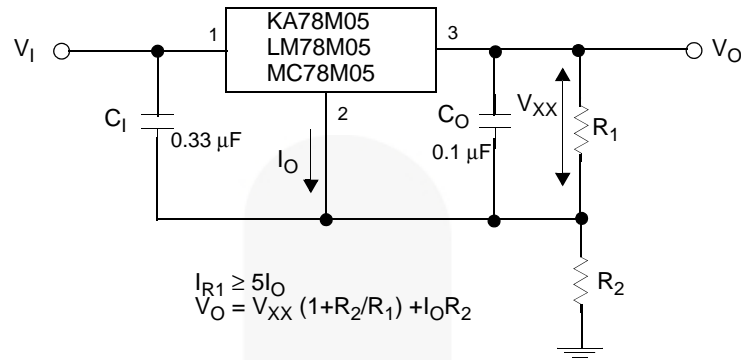 KA78M05
LM78M05
MC78M05
V_I
1
3
V_O
2
C_I
0.33 μF
I_O
C_O
0.1 μF
V_XX
R_1
R_2
I_R1 ≥ 5I_O
V_O = V_XX (1+R_2/R_1) +I_OR_2